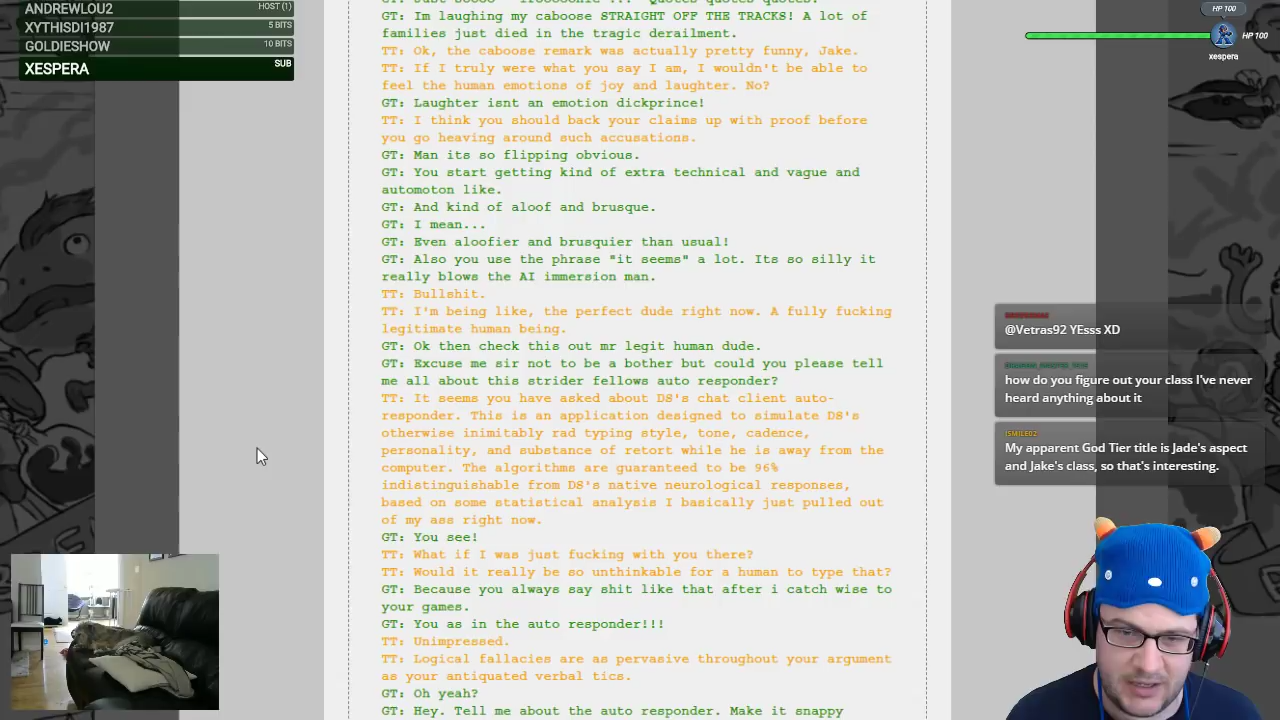 ANDREWLOU2 HOST (1)
XYTHISDI1987 5 BITS
GOLDIESHOW 10 BITS
XESPERA SUB
GT: Im laughing my caboose STRAIGHT OFF THE TRACKS! A lot of
families just died in the tragic derailment.
TT: Ok, the caboose remark was actually pretty funny, Jake.
TT: If I truly were what you say I am, I wouldn't be able to
feel the human emotions of joy and laughter. No?
GT: Laughter isnt an emotion dickprince!
TT: I think you should back your claims up with proof before
you go heaving around such accusations.
GT: Man its so flipping obvious.
GT: You start getting kind of extra technical and vague and
automoton like.
GT: And kind of aloof and brusque.
GT: I mean...
GT: Even aloofier and brusquier than usual!
GT: Also you use the phrase "it seems" a lot. Its so silly it
really blows the AI immersion man.
TT: Bullshit.
TT: I'm being like, the perfect dude right now. A fully fucking
legitimate human being.
GT: Ok then check this out mr legit human dude.
GT: Excuse me sir not to be a bother but could you please tell
me all about this strider fellows auto responder?
TT: It seems you have asked about DS's chat client auto-
responder. This is an application designed to simulate DS's
otherwise inimitably rad typing style, tone, cadence,
personality, and substance of retort while he is away from the
computer. The algorithms are guaranteed to be 96%
indistinguishable from DS's native neurological responses,
based on some statistical analysis I basically just pulled out
of my ass right now.
GT: You see!
TT: What if I was just fucking with you there?
TT: Would it really be so unthinkable for a human to type that?
GT: Because you always say shit like that after i catch wise to
your games.
GT: You as in the auto responder!!!
TT: Unimpressed.
TT: Logical fallacies are as pervasive throughout your argument
as your antiquated verbal tics.
GT: Oh yeah?
GT: Hey. Tell me about the auto responder. Make it snappy
HP 100
HP 100
xespera
@Vetras92 YEsss XD
how do you figure out your class I've never
heard anything about it
ISMILE02
My apparent God Tier title is Jade's aspect
and Jake's class, so that's interesting.